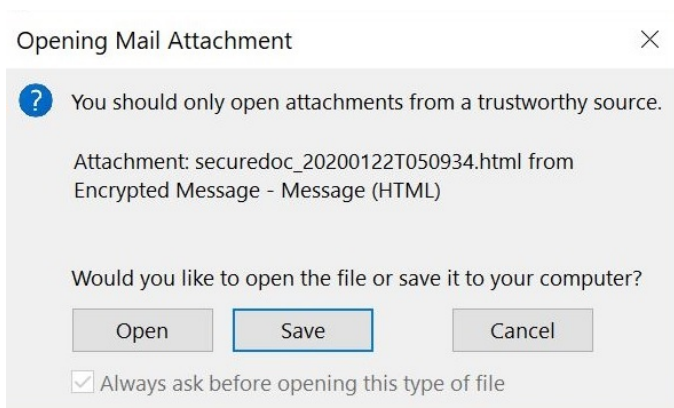 Opening Mail Attachment
You should only open attachments from a trustworthy source.
Attachment: securedoc_20200122T050934.html from
Encrypted Message - Message (HTML)
Would you like to open the file or save it to your computer?
Open Save Cancel
Always ask before opening this type of file